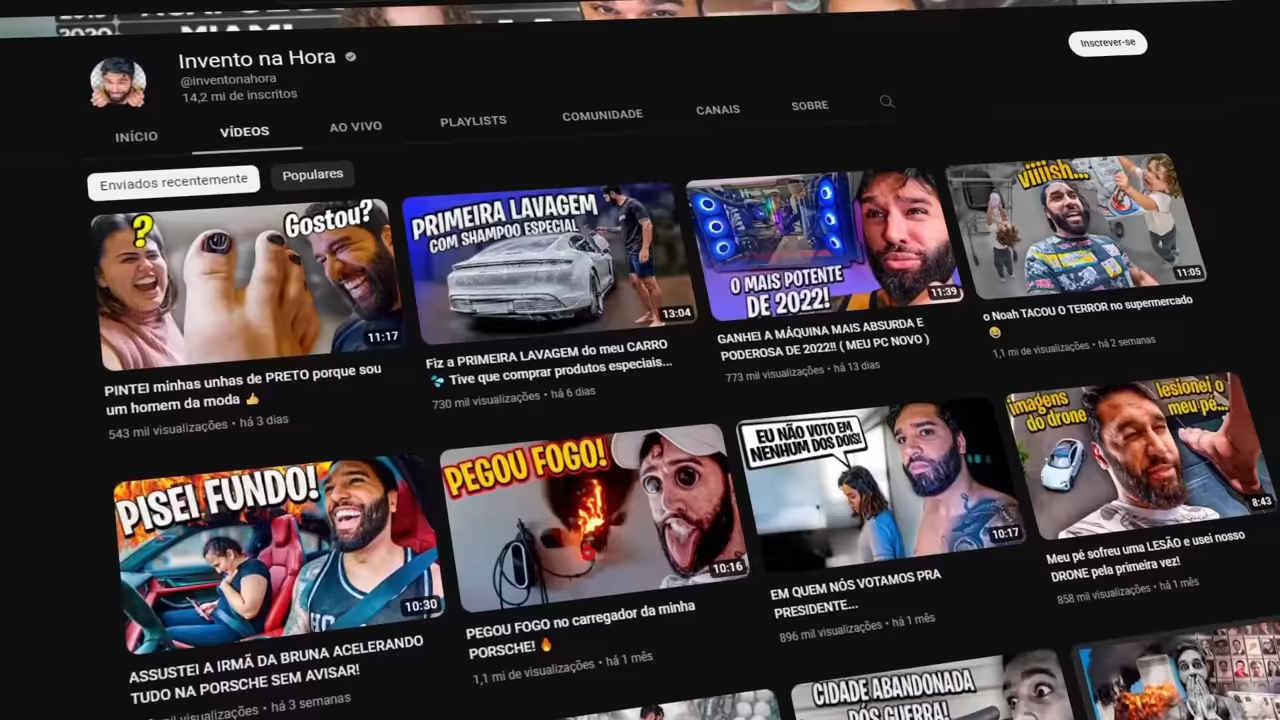 2020
MIAMI
Invento na Hora
@inventonahora
14,2 mi de inscritos
Inscrever-se
INÍCIO
VÍDEOS
AO VIVO
PLAYLISTS
COMUNIDADE
CANAIS
SOBRE
Enviados recentemente
Populares
?
Gostou?
11:17
PINTEI minhas unhas de PRETO porque sou
um homem da moda 👍
543 mil visualizações • há 3 dias
PRIMEIRA LAVAGEM
COM SHAMPOO ESPECIAL
13:04
Fiz a PRIMEIRA LAVAGEM do meu CARRO
💦 Tive que comprar produtos especiais...
730 mil visualizações • há 6 dias
O MAIS POTENTE
DE 2022!
11:39
GANHEI A MÁQUINA MAIS ABSURDA E
PODEROSA DE 2022!! ( MEU PC NOVO )
773 mil visualizações • há 13 dias
viiiish...
11:05
o Noah TACOU O TERROR no supermercado
😂
1,1 mi de visualizações • há 2 semanas
PISEI FUNDO!
10:30
ASSUSTEI A IRMÃ DA BRUNA ACELERANDO
TUDO NA PORSCHE SEM AVISAR!
mil visualizações • há 3 semanas
PEGOU FOGO!
10:16
PEGOU FOGO no carregador da minha
PORSCHE! 🔥
1,1 mi de visualizações • há 1 mês
EU NÃO VOTO EM
NENHUM DOS DOIS!
10:17
EM QUEM NÓS VOTAMOS PRA
PRESIDENTE...
896 mil visualizações • há 1 mês
imagens
do drone
lesionei o
meu pé...
8:43
Meu pé sofreu uma LESÃO e usei nosso
DRONE pela primeira vez!
858 mil visualizações • há 1 mês
CIDADE ABANDONADA
PÓS GUERRA!